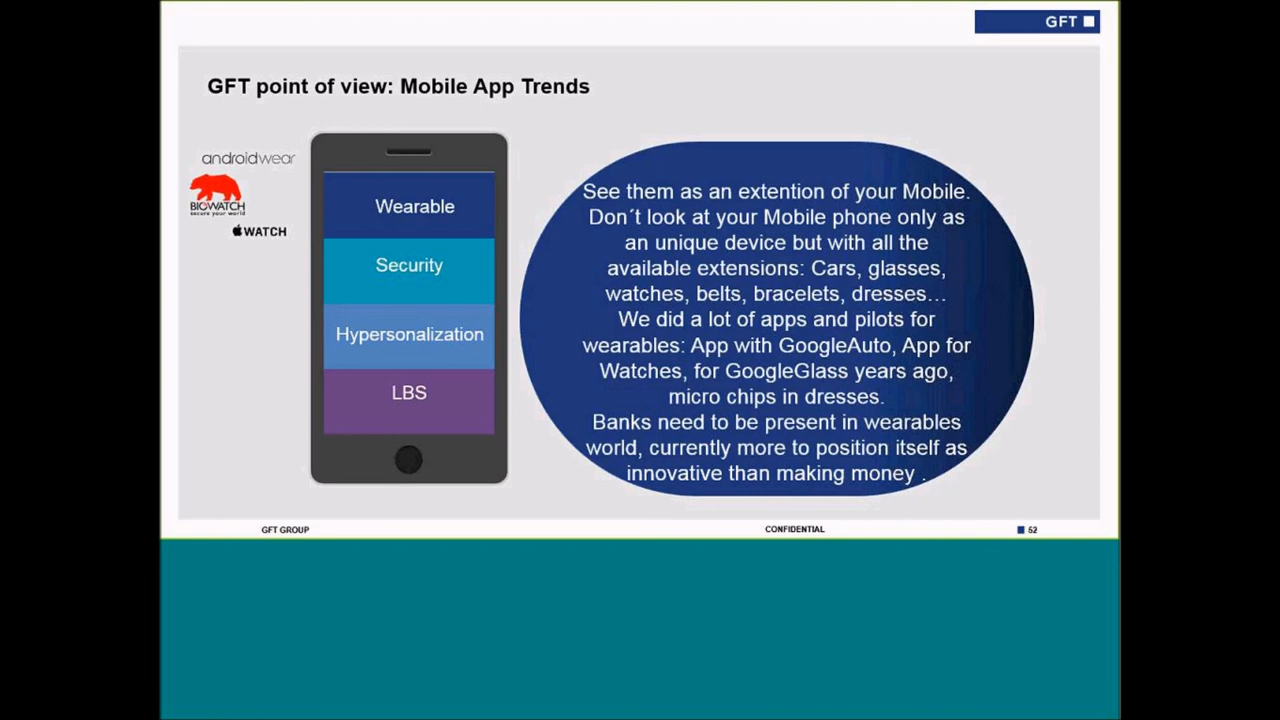 GFT
GFT point of view: Mobile App Trends
androidwear
BIOWATCH
secure your world
WATCH
Wearable
Security
Hypersonalization
LBS
See them as an extention of your Mobile.
Don´t look at your Mobile phone only as
an unique device but with all the
available extensions: Cars, glasses,
watches, belts, bracelets, dresses…
We did a lot of apps and pilots for
wearables: App with GoogleAuto, App for
Watches, for GoogleGlass years ago,
micro chips in dresses.
Banks need to be present in wearables
world, currently more to position itself as
innovative than making money .
GFT GROUP
CONFIDENTIAL
52